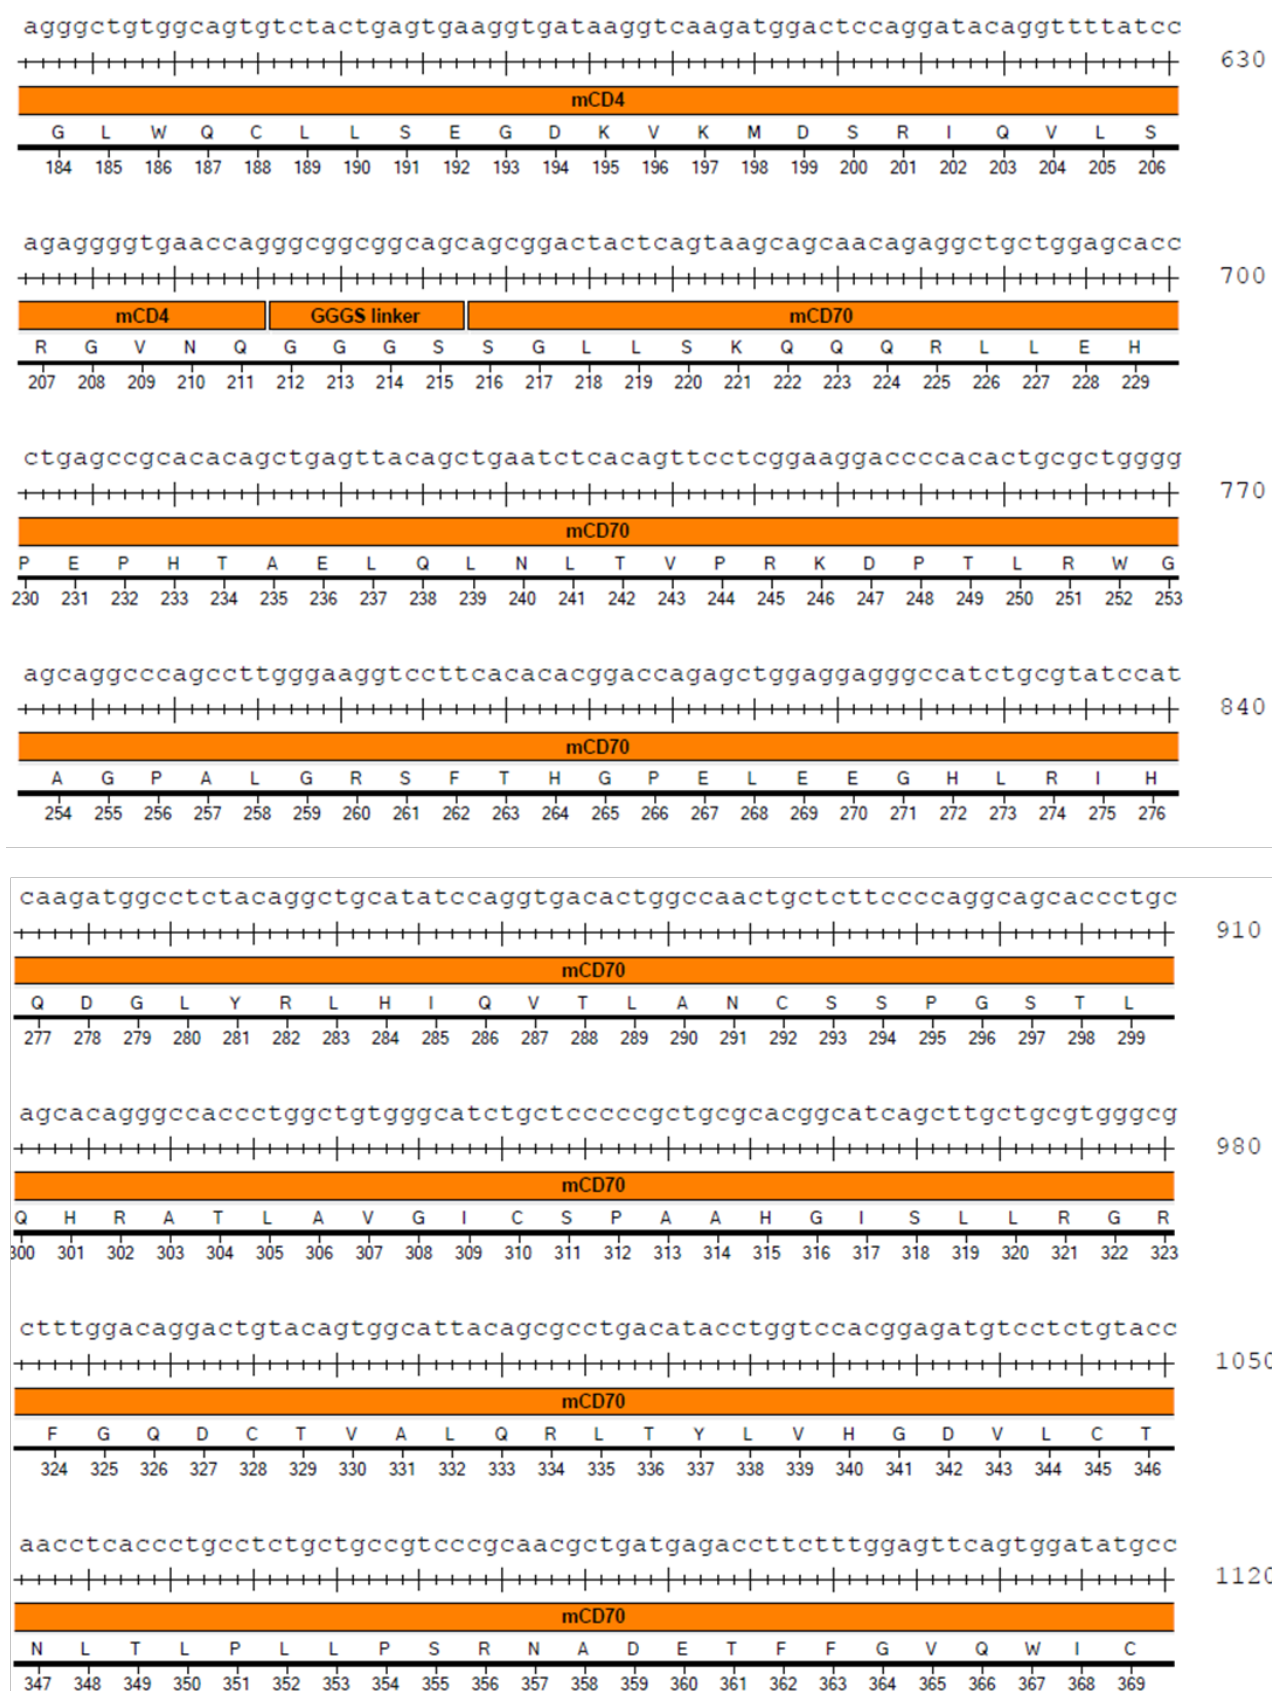 agggctgtggcagtgtctactgagtgaaggtgataaggtcaagatggactccaggatacaggttttatcc
630
mCD4
G L W Q C L L S E G D K V K M D S R I Q V L S
184 185 186 187 188 189 190 191 192 193 194 195 196 197 198 199 200 201 202 203 204 205 206
agaggggtgaaccagggcggcggcagcagcggactactcagtaagcagcaacagaggctgctggagcacc
700
mCD4 GGGS linker mCD70
R G V N Q G G G S S G L L S K Q Q Q R L L E H
207 208 209 210 211 212 213 214 215 216 217 218 219 220 221 222 223 224 225 226 227 228 229
ctgagccgcacacagctgagttacagctgaatctcacagttcctcggaaggaccccacactgcgctgggg
770
mCD70
P E P H T A E L Q L N L T V P R K D P T L R W G
230 231 232 233 234 235 236 237 238 239 240 241 242 243 244 245 246 247 248 249 250 251 252 253
agcaggcccagccttgggaaggtccttcacacacggaccagagctggaggagggccatctgcgtatccat
840
mCD70
A G P A L G R S F T H G P E L E E G H L R I H
254 255 256 257 258 259 260 261 262 263 264 265 266 267 268 269 270 271 272 273 274 275 276
caagatggcctctacaggctgcatatccaggtgacactggccaactgctcttccccaggcagcaccctgc
910
mCD70
Q D G L Y R L H I Q V T L A N C S S P G S T L
277 278 279 280 281 282 283 284 285 286 287 288 289 290 291 292 293 294 295 296 297 298 299
agcacagggccaccctggctgtgggcatctgctcccccgctgcgcacggcatcagcttgctgcgtgggcg
980
mCD70
Q H R A T L A V G I C S P A A H G I S L L R G R
300 301 302 303 304 305 306 307 308 309 310 311 312 313 314 315 316 317 318 319 320 321 322 323
ctttggacaggactgtacagtggcattacagcgcctgacatacctggtccacggagatgtcctctgtacc
1050
mCD70
F G Q D C T V A L Q R L T Y L V H G D V L C T
324 325 326 327 328 329 330 331 332 333 334 335 336 337 338 339 340 341 342 343 344 345 346
aacctcaccctgcctctgctgccgtcccgcaacgctgatgagaccttctttggagttcagtggatatgcc
1120
mCD70
N L T L P L L P S R N A D E T F F G V Q W I C
347 348 349 350 351 352 353 354 355 356 357 358 359 360 361 362 363 364 365 366 367 368 369